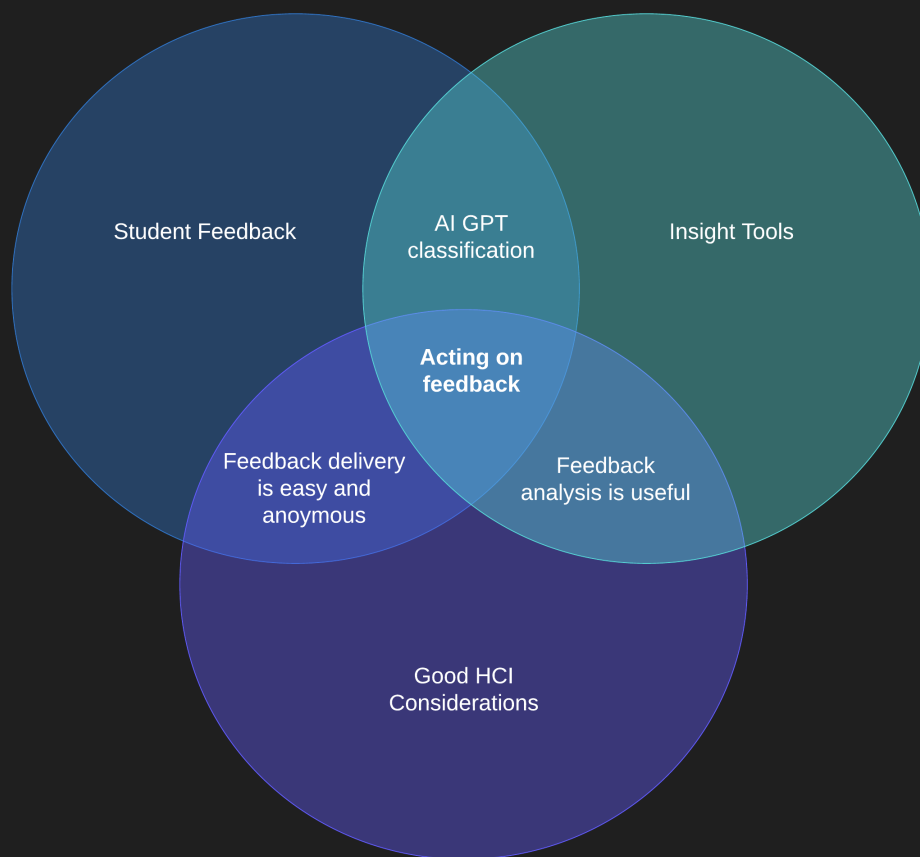 Student Feedback
AI GPT
classification
Insight Tools
Acting on
feedback
Feedback delivery
is easy and
anoymous
Feedback
analysis is useful
Good HCI
Considerations